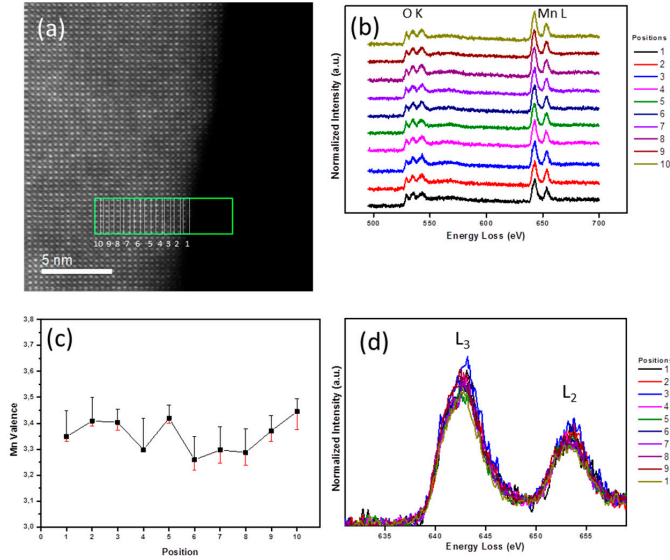 (a)
10 9 8 7 6 5 4 3 2 1
5 nm
(b)
O K
Mn L
Normalized Intensity (a.u.)
500 550 600 650 700
Energy Loss (eV)
Positions
1
2
3
4
5
6
7
8
9
10
(c)
Mn Valence
3,8
3,7
3,6
3,5
3,4
3,3
3,2
3,1
3,0
0 1 2 3 4 5 6 7 8 9 10 11
Position
(d)
L3
L2
Normalized Intensity (a.u.)
635 640 645 650 655
Energy Loss (eV)
Positions
1
2
3
4
5
6
7
8
9
1